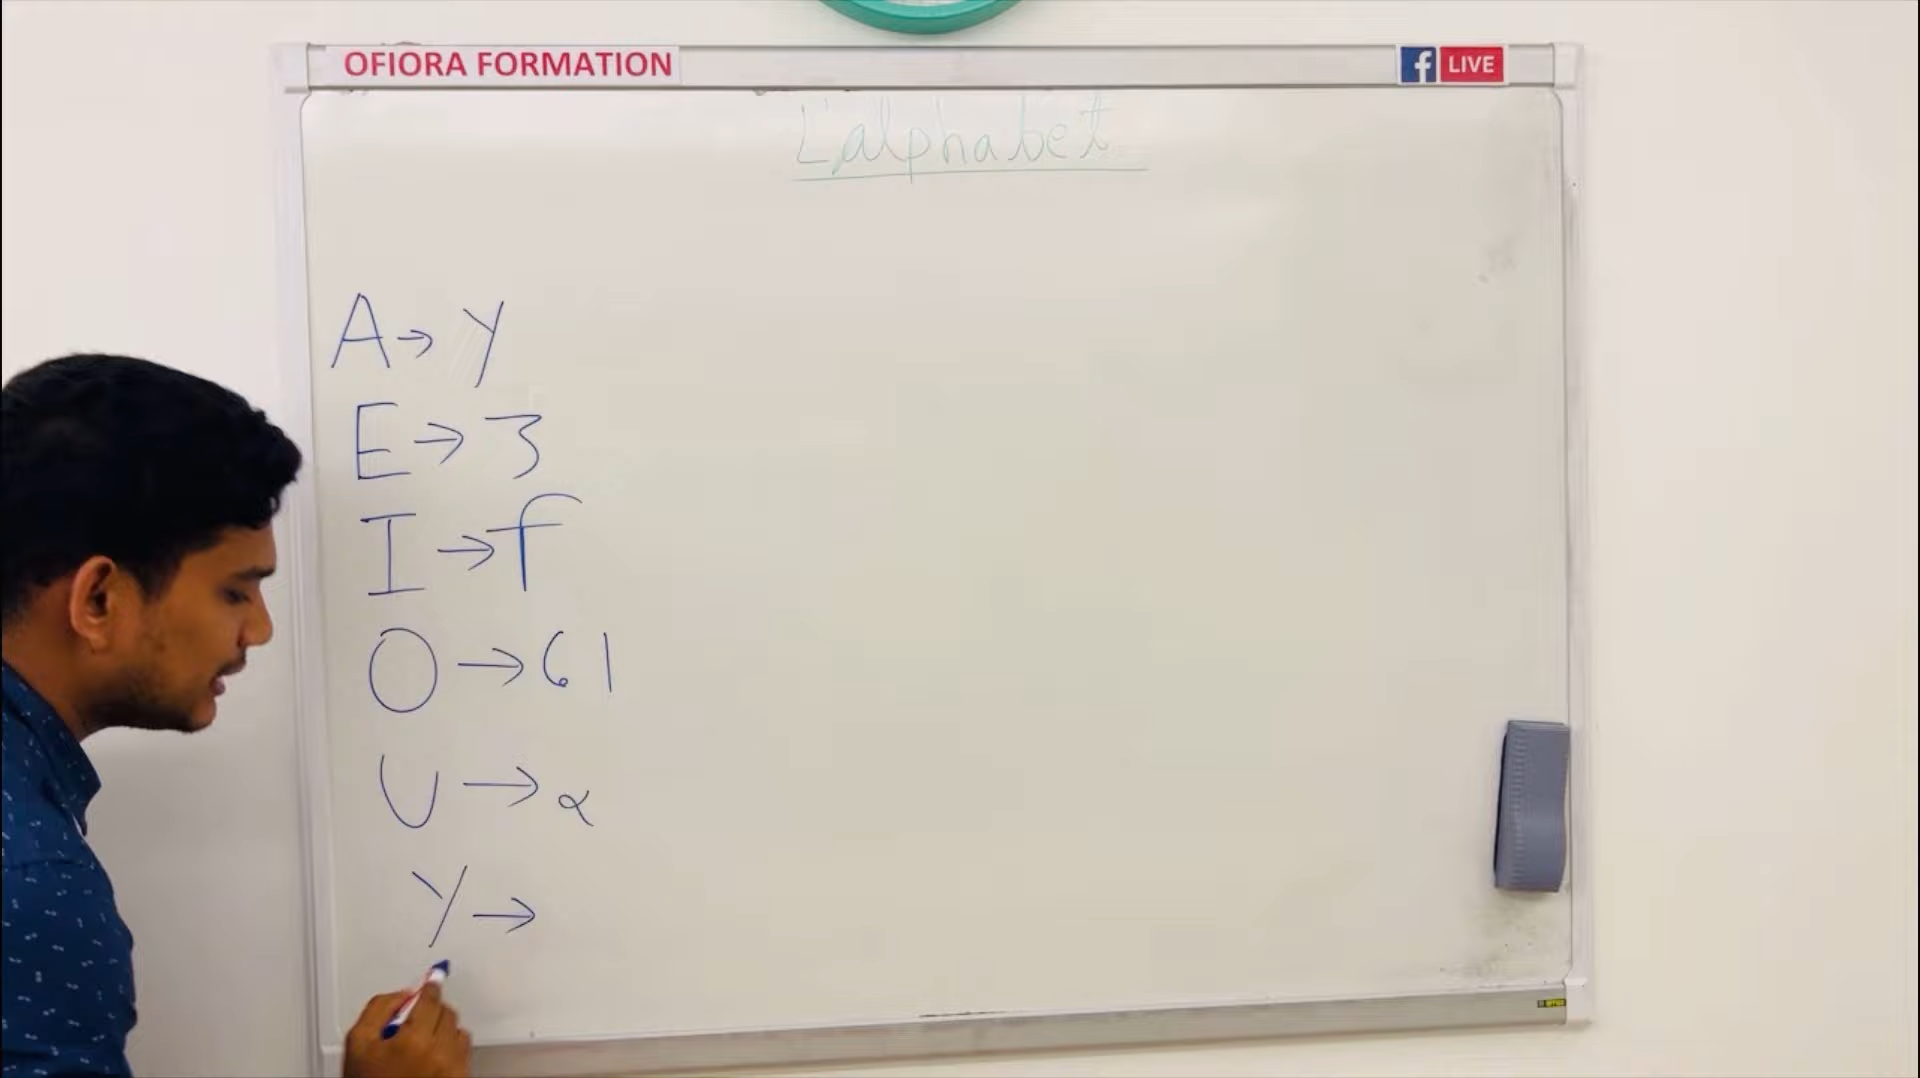 OFIORA FORMATION
f LIVE
L'alphabet
A → Y
E → 3
I → f
O → 61
U → α
Y →